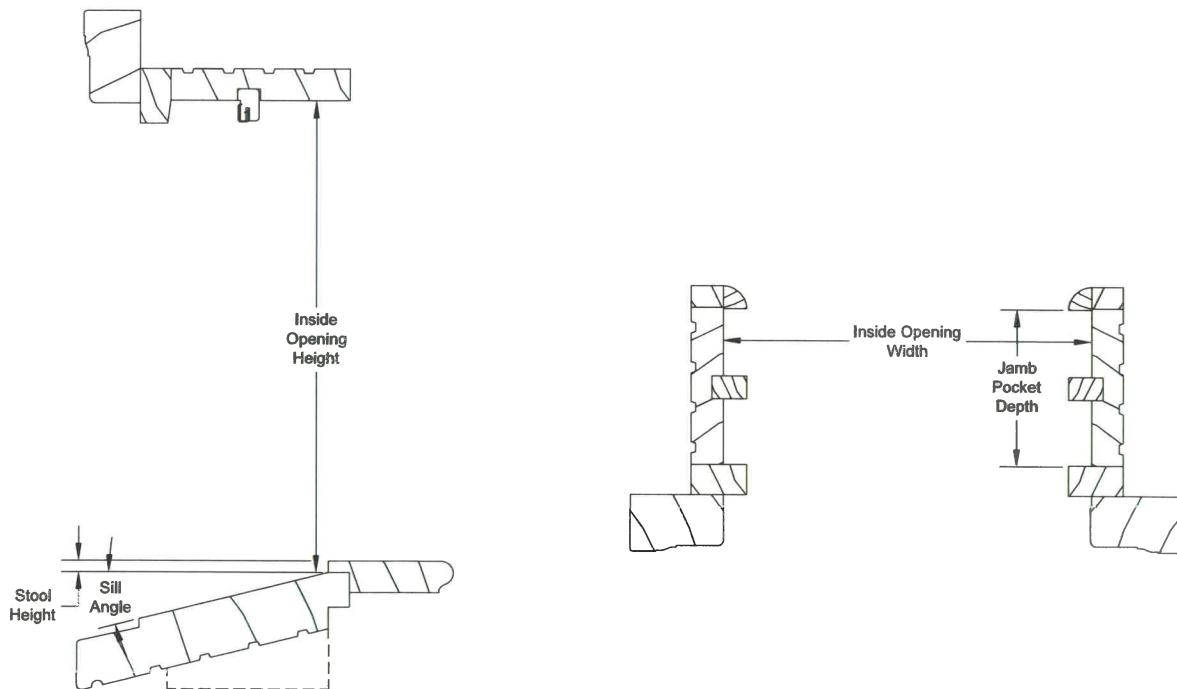 Inside
Opening
Height
Stool
Height
Sill
Angle
Inside Opening
Width
Jamb
Pocket
Depth